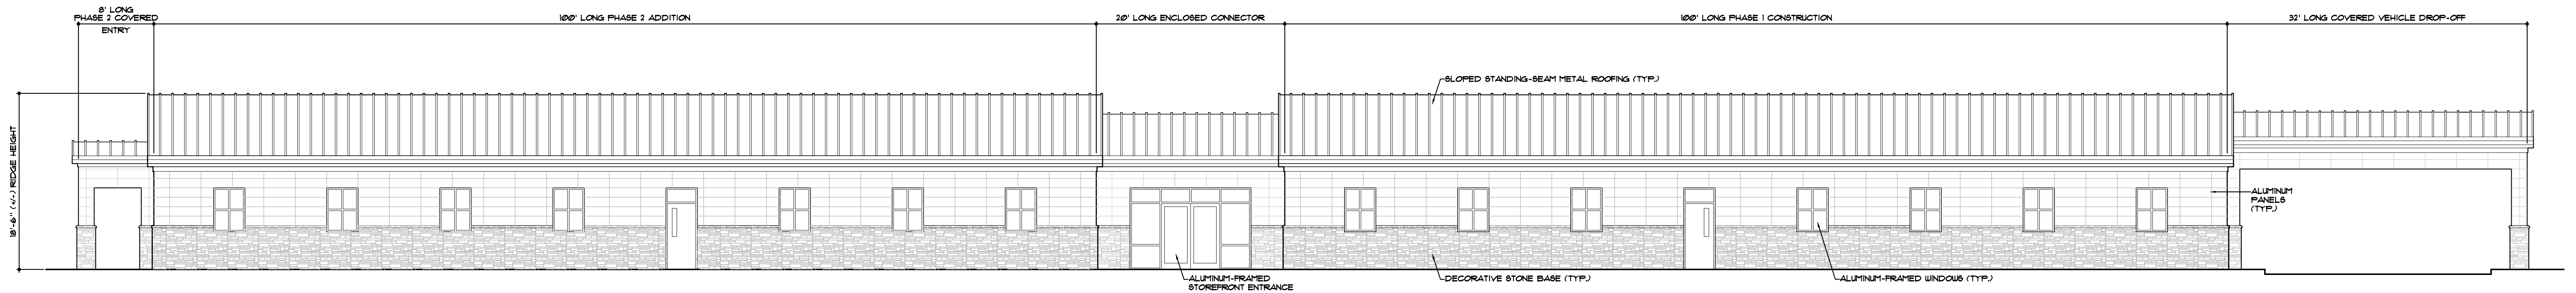 8' LONG
PHASE 2 COVERED
ENTRY
100' LONG PHASE 2 ADDITION
20' LONG ENCLOSED CONNECTOR
100' LONG PHASE 1 CONSTRUCTION
32' LONG COVERED VEHICLE DROP-OFF
SLOPED STANDING-SEAM METAL ROOFING (TYP.)
18'-6" (+/-) RIDGE HEIGHT
ALUMINUM
PANELS
(TYP.)
ALUMINUM-FRAMED
STOREFRONT ENTRANCE
DECORATIVE STONE BASE (TYP.)
ALUMINUM-FRAMED WINDOWS (TYP.)